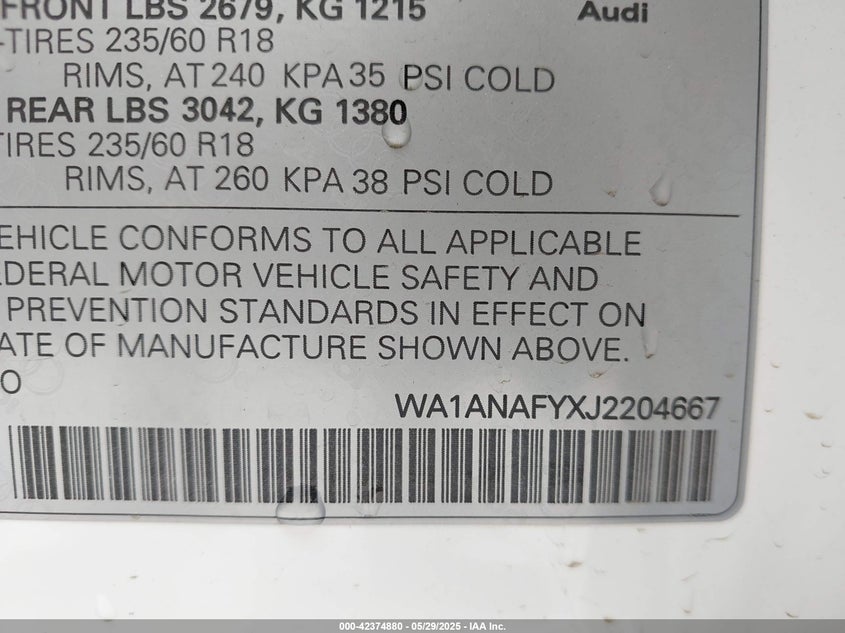 FRONT LBS 2679, KG 1215
Audi
-TIRES 235/60 R18
RIMS, AT 240 KPA 35 PSI COLD
REAR LBS 3042, KG 1380
TIRES 235/60 R18
RIMS, AT 260 KPA 38 PSI COLD
EHICLE CONFORMS TO ALL APPLICABLE
DERAL MOTOR VEHICLE SAFETY AND
PREVENTION STANDARDS IN EFFECT ON
ATE OF MANUFACTURE SHOWN ABOVE.
O
WA1ANAFYXJ2204667
000-42374880 - 05/29/2025 - IAA Inc.